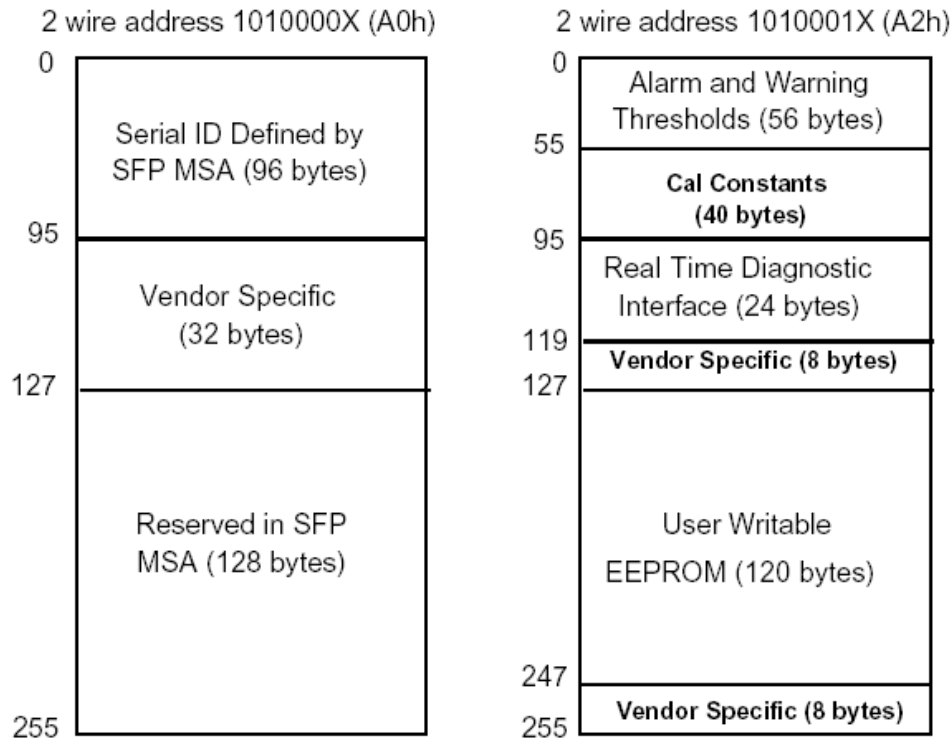 2 wire address 1010000X (A0h)
0
Serial ID Defined by
SFP MSA (96 bytes)
95
Vendor Specific
(32 bytes)
127
Reserved in SFP
MSA (128 bytes)
255
2 wire address 1010001X (A2h)
0
Alarm and Warning
Thresholds (56 bytes)
55
Cal Constants
(40 bytes)
95
Real Time Diagnostic
Interface (24 bytes)
119
Vendor Specific (8 bytes)
127
User Writable
EEPROM (120 bytes)
247
Vendor Specific (8 bytes)
255